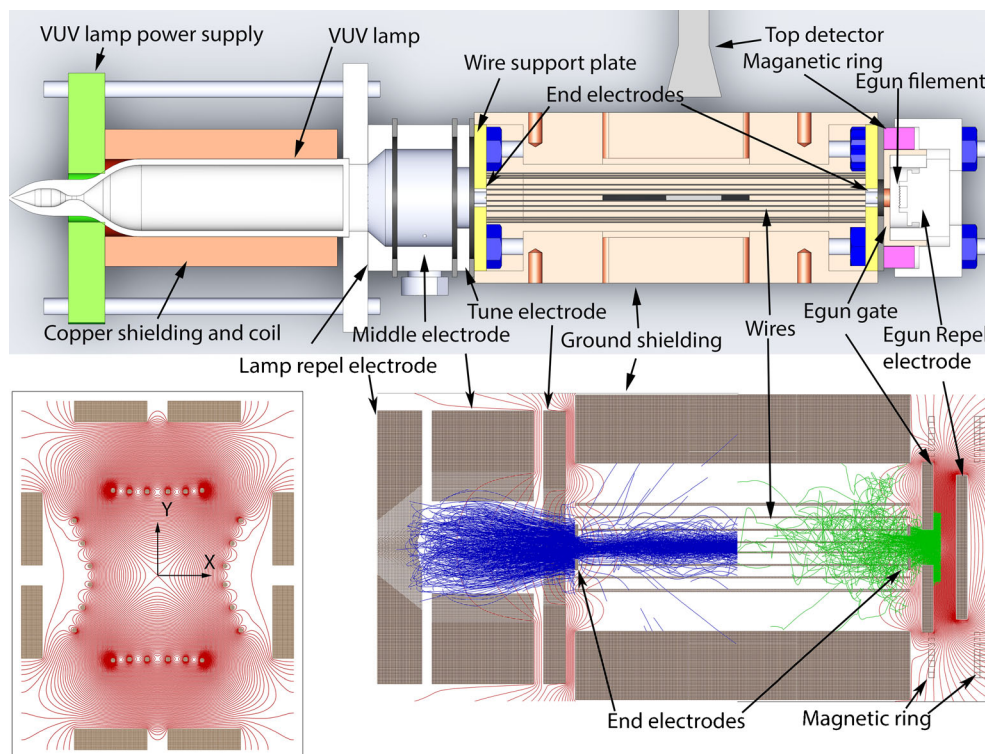 VUV lamp power supply
VUV lamp
Top detector
Maganetic ring
Wire support plate
Egun filement
End electrodes
Copper shielding and coil
Middle electrode
Tune electrode
Lamp repel electrode
Ground shielding
Wires
Egun gate
Egun Repel
electrode
Y
X
End electrodes
Magnetic ring